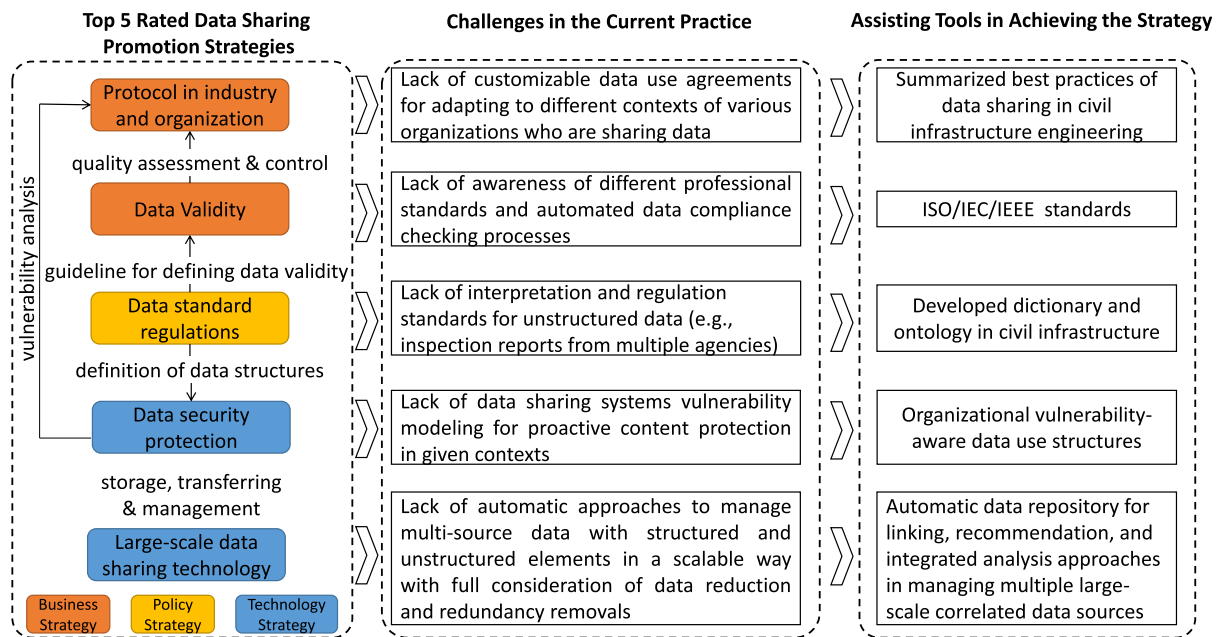 Top 5 Rated Data Sharing
Promotion Strategies
Protocol in industry
and organization
quality assessment & control
Data Validity
guideline for defining data validity
Data standard
regulations
definition of data structures
Data security
protection
storage, transferring
& management
Large-scale data
sharing technology
vulnerability analysis
Business
Strategy
Policy
Strategy
Technology
Strategy
Challenges in the Current Practice
Lack of customizable data use agreements
for adapting to different contexts of various
organizations who are sharing data
Lack of awareness of different professional
standards and automated data compliance
checking processes
Lack of interpretation and regulation
standards for unstructured data (e.g.,
inspection reports from multiple agencies)
Lack of data sharing systems vulnerability
modeling for proactive content protection
in given contexts
Lack of automatic approaches to manage
multi-source data with structured and
unstructured elements in a scalable way
with full consideration of data reduction
and redundancy removals
Assisting Tools in Achieving the Strategy
Summarized best practices of
data sharing in civil
infrastructure engineering
ISO/IEC/IEEE standards
Developed dictionary and
ontology in civil infrastructure
Organizational vulnerability-
aware data use structures
Automatic data repository for
linking, recommendation, and
integrated analysis approaches
in managing multiple large-
scale correlated data sources